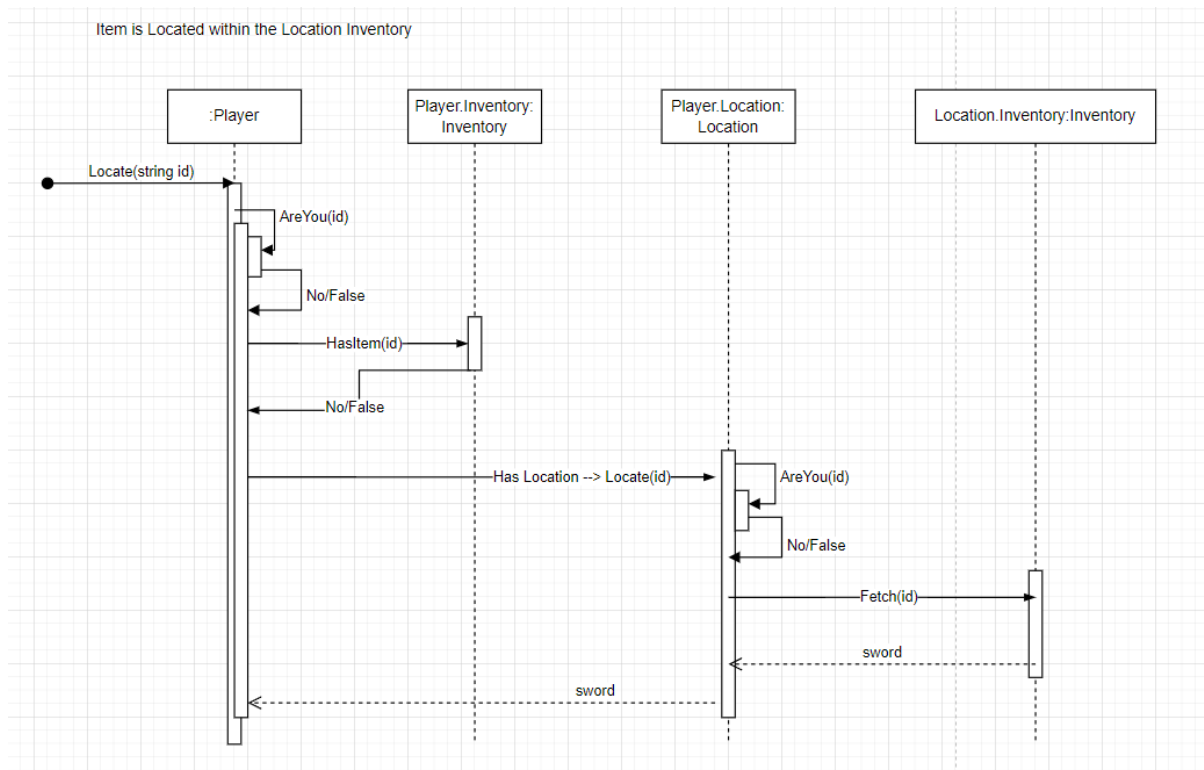 Item is Located within the Location Inventory
:Player
Player.Inventory:
Inventory
Player.Location:
Location
Location.Inventory:Inventory
Locate(string id)
AreYou(id)
No/False
HasItem(id)
No/False
Has Location --> Locate(id)
AreYou(id)
No/False
Fetch(id)
sword
sword